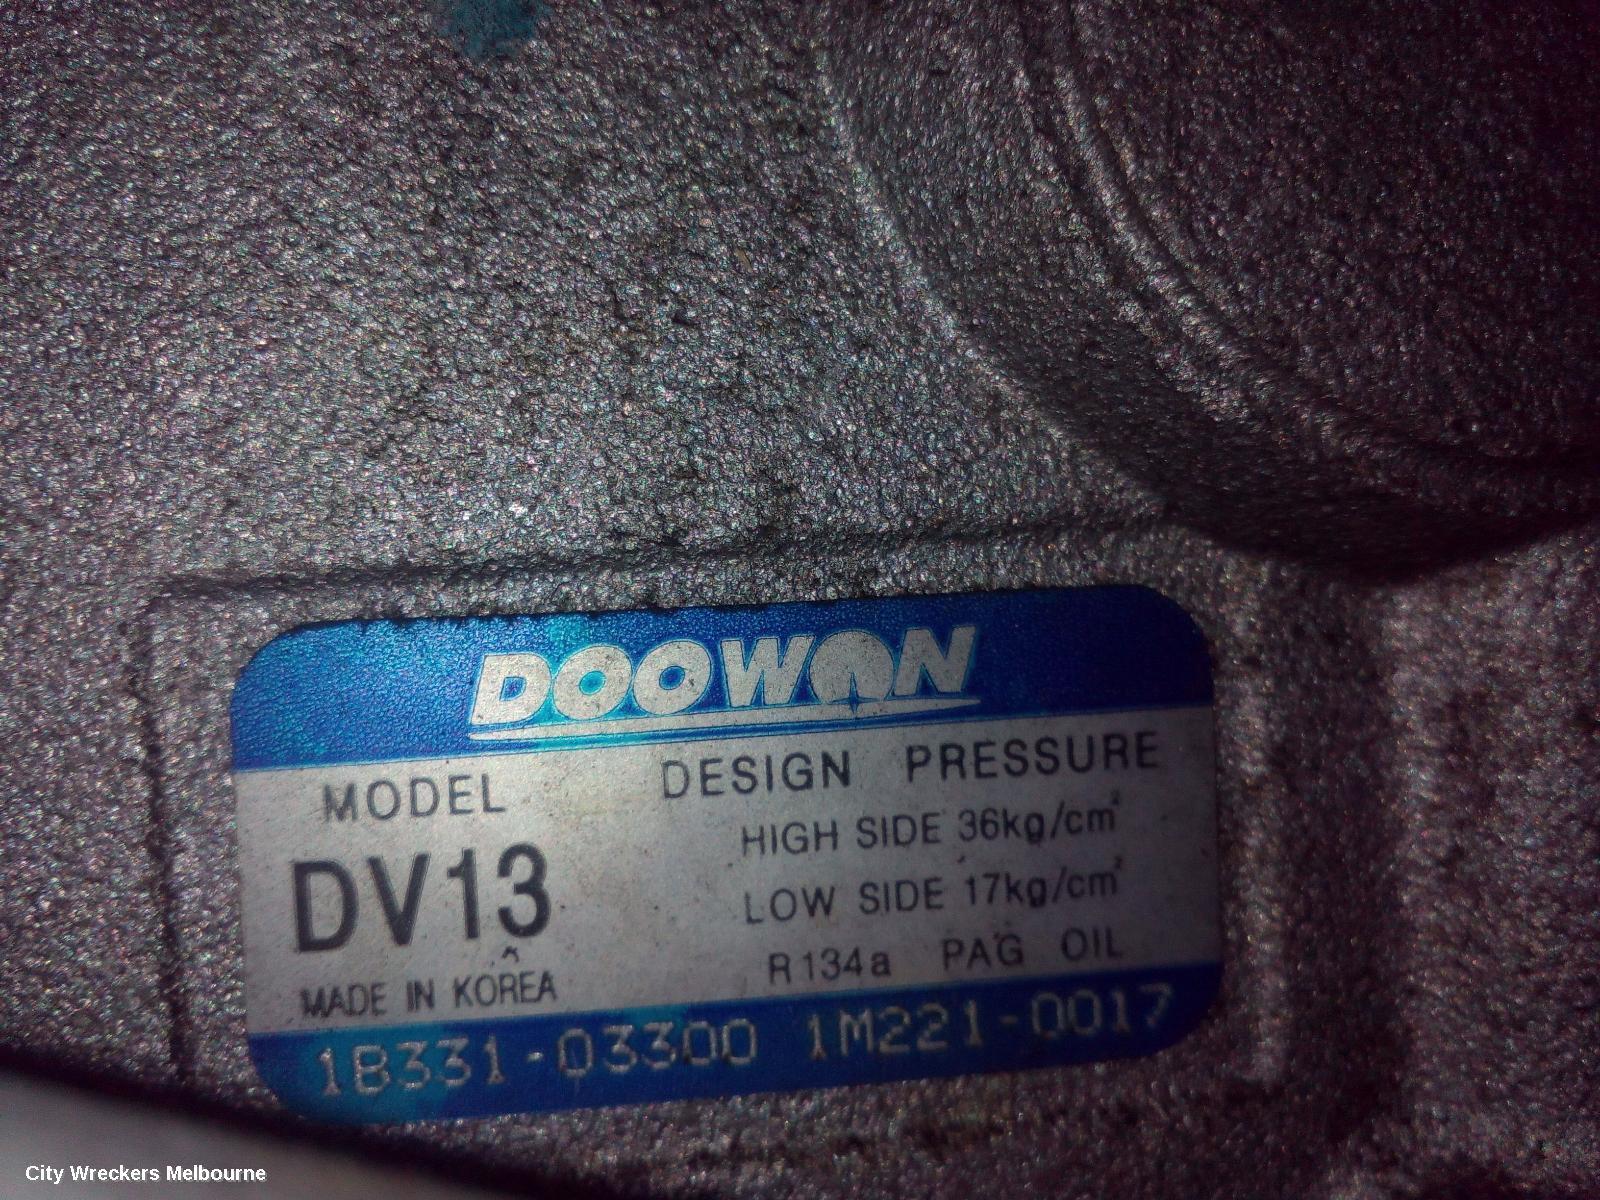 DOOWON
MODEL
DESIGN PRESSURE
DV13
HIGH SIDE 36kg/cm²
LOW SIDE 17kg/cm²
R134a PAG OIL
MADE IN KOREA
1B331-03300 1M221-0017
City Wreckers Melbourne